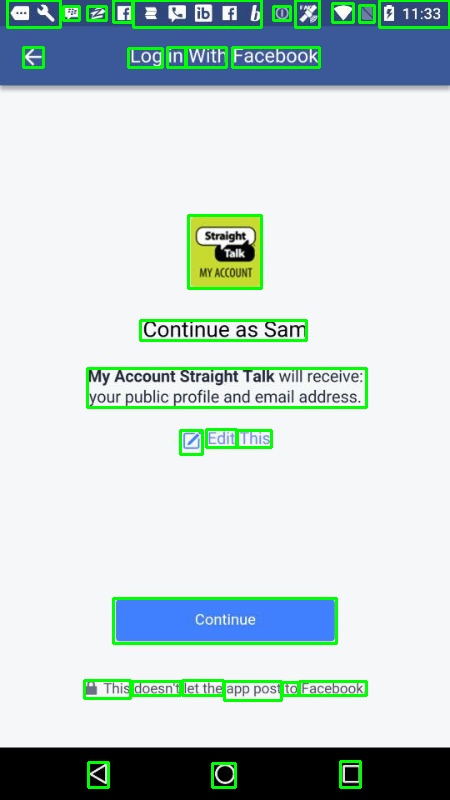 11:33
Log in With Facebook
Straight
Talk
MY ACCOUNT
Continue as Sam
My Account Straight Talk will receive:
your public profile and email address.
Edit This
Continue
This doesn't let the app post to Facebook